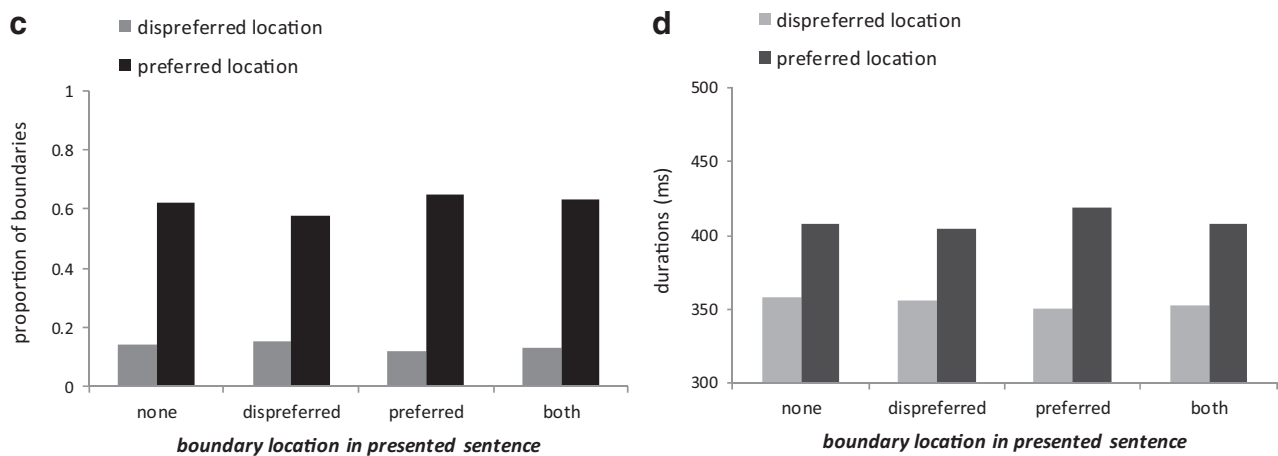 c
dispreferred location
preferred location
proportion of boundaries
1
0.8
0.6
0.4
0.2
0
none dispreferred preferred both
boundary location in presented sentence
d
dispreferred location
preferred location
durations (ms)
500
450
400
350
300
none dispreferred preferred both
boundary location in presented sentence